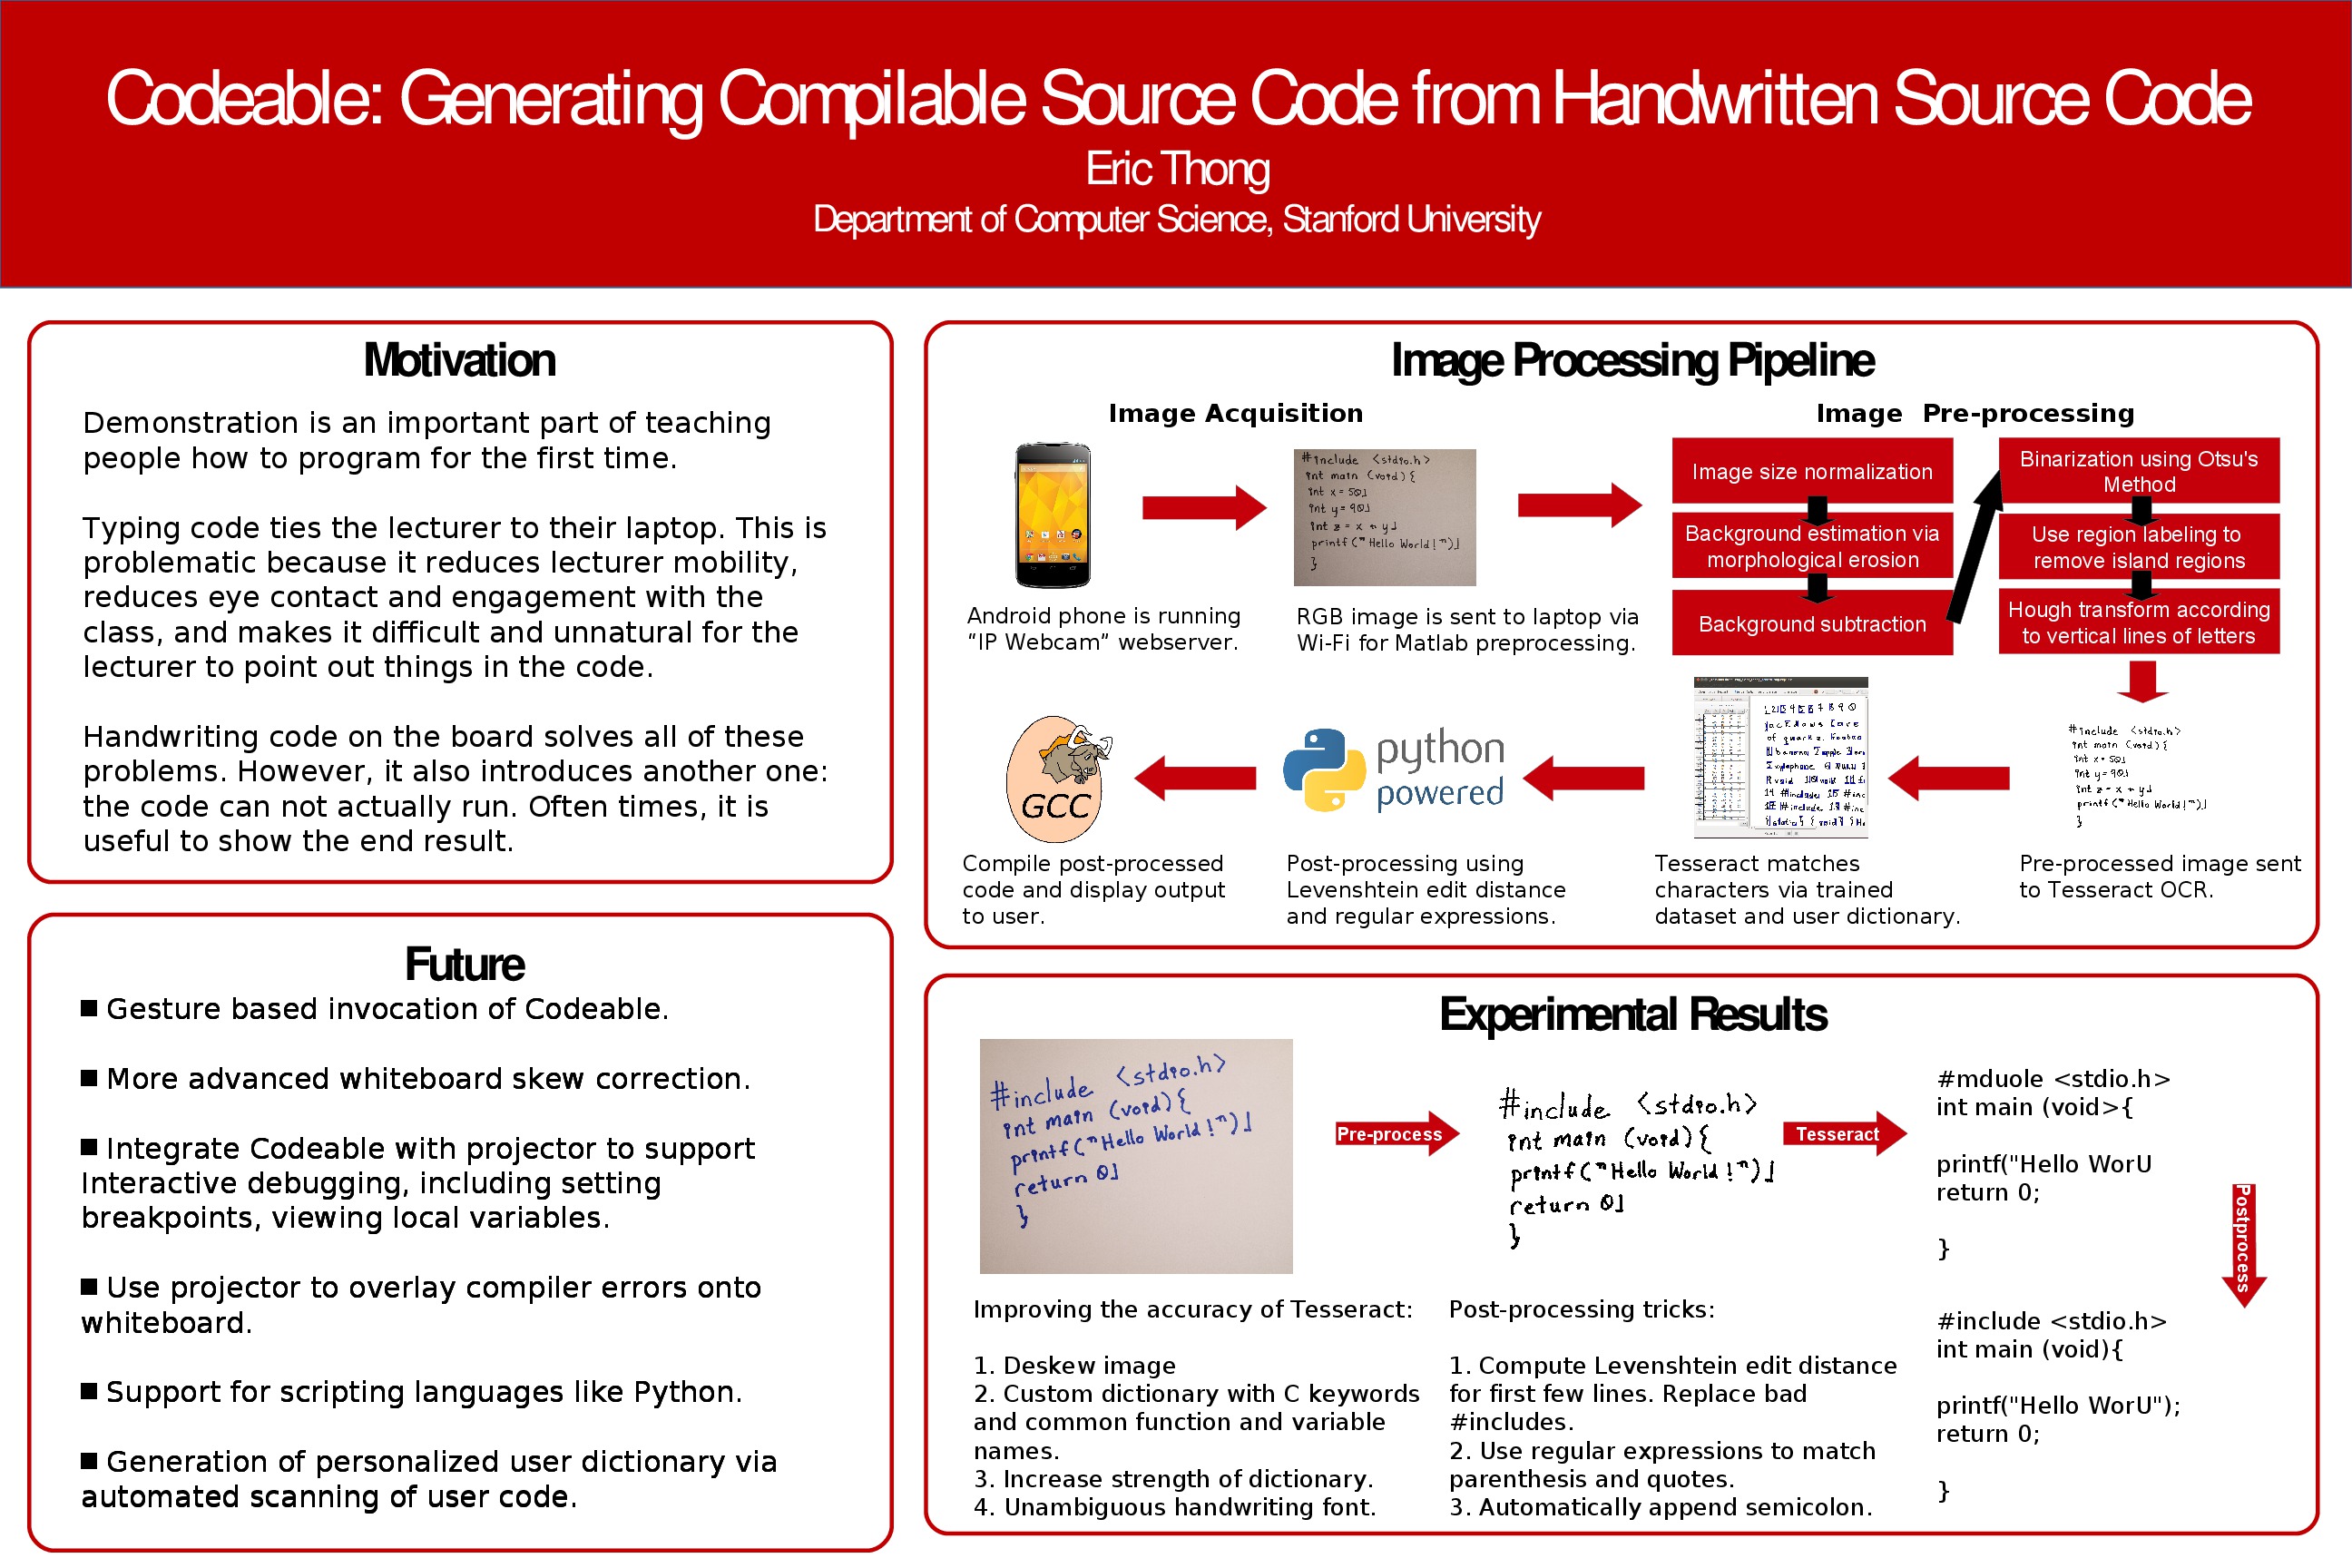 Codeable: Generating Compilable Source Code from Handwritten Source Code
Eric Thong
Department of Computer Science, Stanford University
Motivation
Demonstration is an important part of teaching
people how to program for the first time.
Typing code ties the lecturer to their laptop. This is
problematic because it reduces lecturer mobility,
reduces eye contact and engagement with the
class, and makes it difficult and unnatural for the
lecturer to point out things in the code.
Handwriting code on the board solves all of these
problems. However, it also introduces another one:
the code can not actually run. Often times, it is
useful to show the end result.
Future
■ Gesture based invocation of Codeable.
■ More advanced whiteboard skew correction.
■ Integrate Codeable with projector to support
Interactive debugging, including setting
breakpoints, viewing local variables.
■ Use projector to overlay compiler errors onto
whiteboard.
■ Support for scripting languages like Python.
■ Generation of personalized user dictionary via
automated scanning of user code.
Image Processing Pipeline
Image Acquisition
#include <stdio.h>
int main (void){
int x = 50;
int y = 90;
int z = x + y;
printf("Hello World!");
}
Android phone is running
“IP Webcam” webserver.
RGB image is sent to laptop via
Wi-Fi for Matlab preprocessing.
Image Pre-processing
Image size normalization
Background estimation via
morphological erosion
Background subtraction
Binarization using Otsu's
Method
Use region labeling to
remove island regions
Hough transform according
to vertical lines of letters
#include <stdio.h>
int main (void){
int x = 50;
int y = 90;
int z = x + y;
printf("Hello World!");
}
Pre-processed image sent
to Tesseract OCR.
Tesseract matches
characters via trained
dataset and user dictionary.
python
powered
Post-processing using
Levenshtein edit distance
and regular expressions.
GCC
Compile post-processed
code and display output
to user.
Experimental Results
#include <stdio.h>
int main (void){
printf("Hello World!");
return 0;
}
Pre-process
#include <stdio.h>
int main (void){
printf("Hello World!");
return 0;
}
Tesseract
#mduole <stdio.h>
int main (void>{
printf("Hello WorU
return 0;
}
Postprocess
#include <stdio.h>
int main (void){
printf("Hello WorU");
return 0;
}
Improving the accuracy of Tesseract:
1. Deskew image
2. Custom dictionary with C keywords
and common function and variable
names.
3. Increase strength of dictionary.
4. Unambiguous handwriting font.
Post-processing tricks:
1. Compute Levenshtein edit distance
for first few lines. Replace bad
#includes.
2. Use regular expressions to match
parenthesis and quotes.
3. Automatically append semicolon.